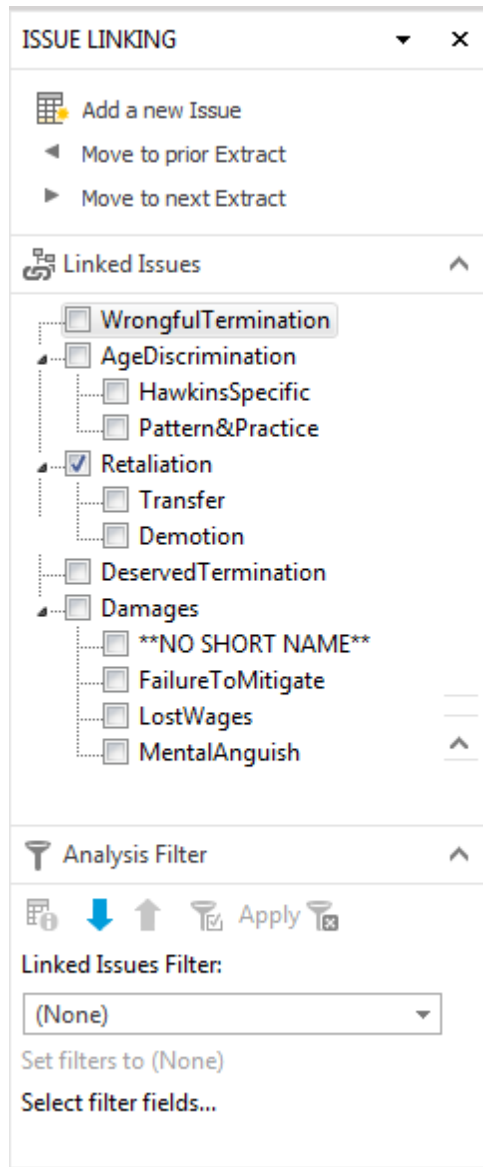 ISSUE LINKING
Add a new Issue
Move to prior Extract
Move to next Extract
Linked Issues
WrongfulTermination
AgeDiscrimination
HawkinsSpecific
Pattern&Practice
Retaliation
Transfer
Demotion
DeservedTermination
Damages
**NO SHORT NAME**
FailureToMitigate
LostWages
MentalAnguish
Analysis Filter
Apply
Linked Issues Filter:
(None)
Set filters to (None)
Select filter fields...